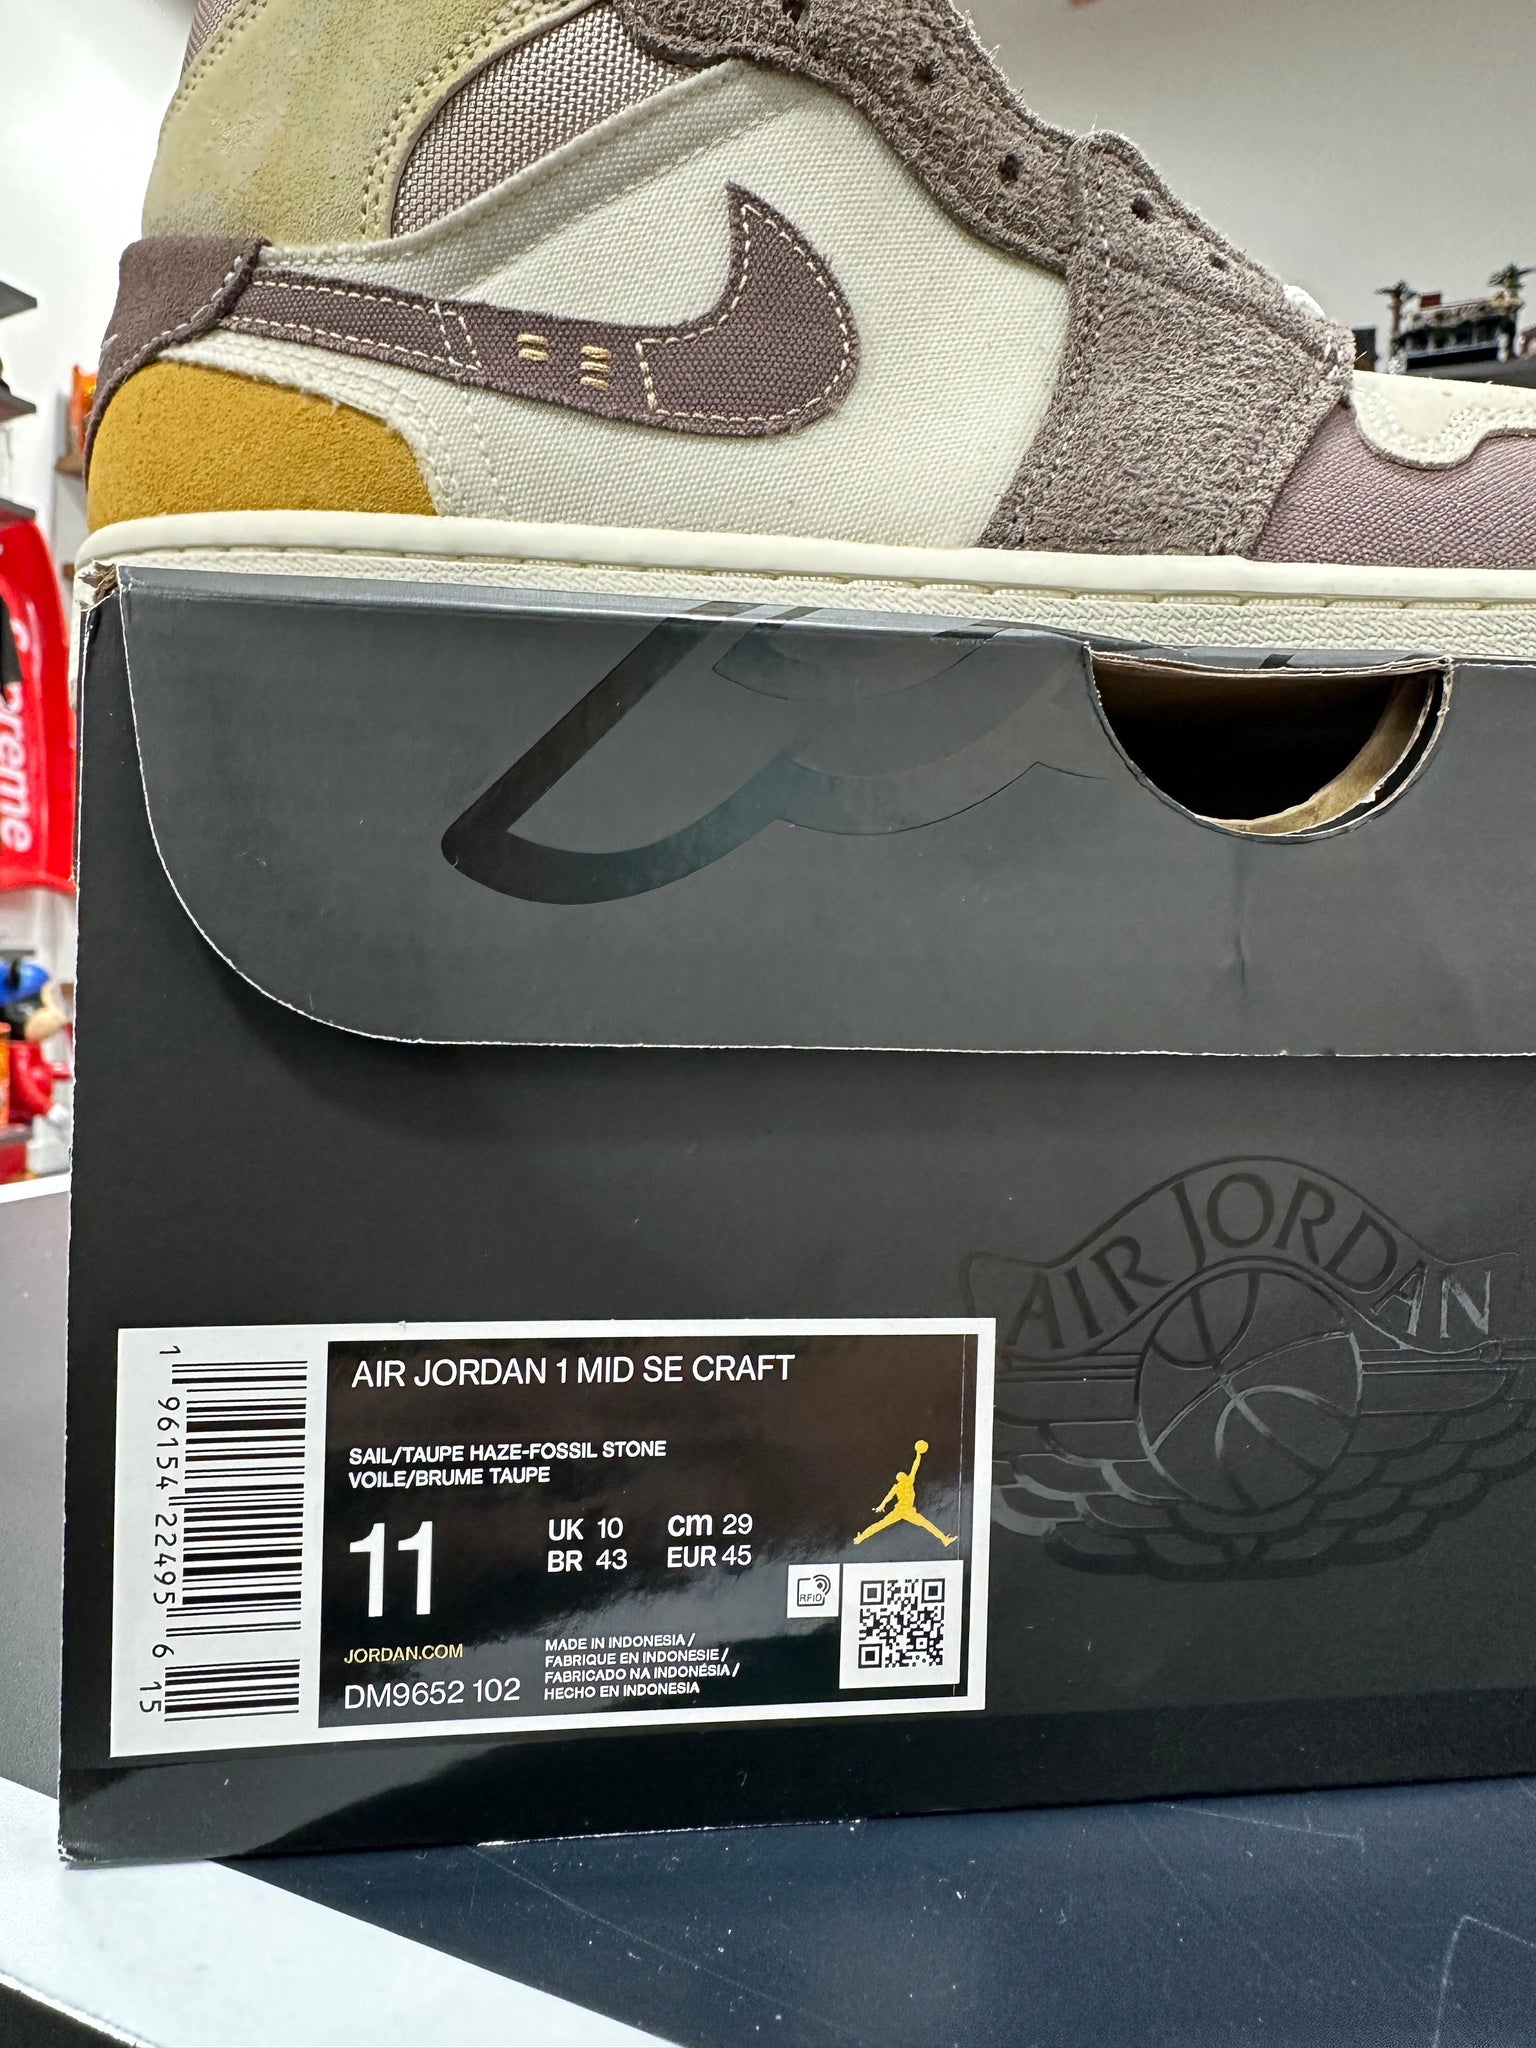 preme
AIR JORDAN
AIR JORDAN 1 MID SE CRAFT
SAIL/TAUPE HAZE-FOSSIL STONE
VOILE/BRUME TAUPE
11
UK 10 cm 29
BR 43 EUR 45
RFID
JORDAN.COM
DM9652 102
MADE IN INDONESIA /
FABRIQUE EN INDONESIE /
FABRICADO NA INDONÉSIA /
HECHO EN INDONESIA
1 96154 22495 6 15